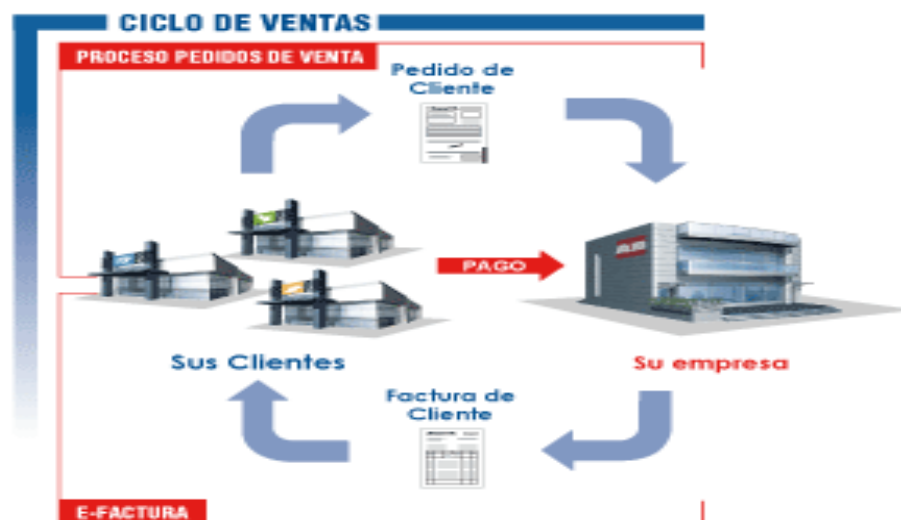 CICLO DE VENTAS
PROCESO PEDIDOS DE VENTA
Pedido de
Cliente
PAGO
Sus Clientes
Su empresa
Factura de
Cliente
E-FACTURA